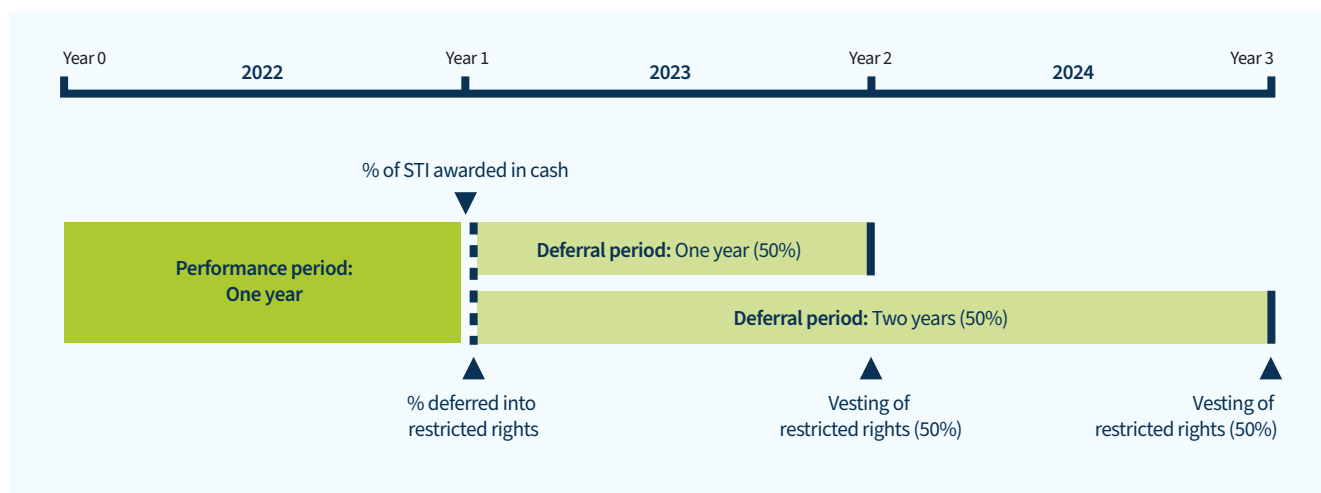 Year 0
2022
Year 1
2023
Year 2
2024
Year 3
% of STI awarded in cash
Performance period:
One year
Deferral period: One year (50%)
Deferral period: Two years (50%)
% deferred into
restricted rights
Vesting of
restricted rights (50%)
Vesting of
restricted rights (50%)